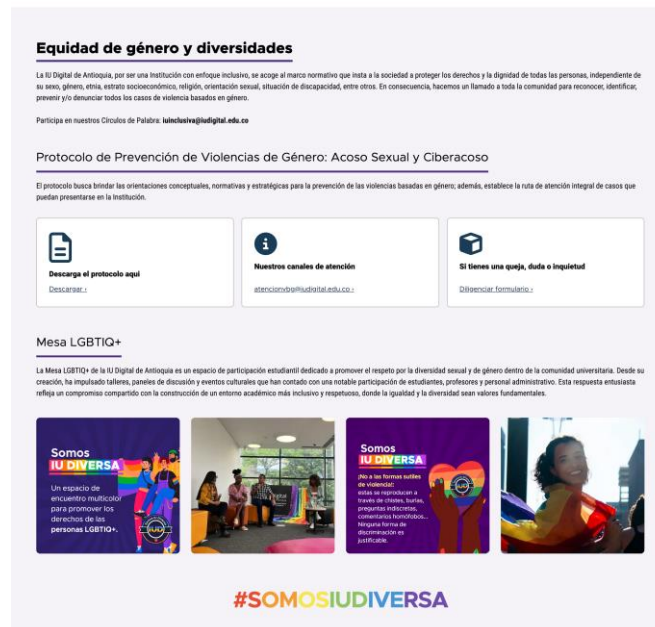 Equidad de género y diversidades
La IU Digital de Antioquia, por ser una Institución con enfoque inclusivo, se acoge al marco normativo que insta a la sociedad a proteger los derechos y la dignidad de todas las personas, independiente de
su sexo, género, etnia, estrato socioeconómico, religión, orientación sexual, situación de discapacidad, entre otros. En consecuencia, hacemos un llamado a toda la comunidad para reconocer, identificar,
prevenir y/o denunciar todos los casos de violencia basados en género.
Participa en nuestros Círculos de Palabra: iuinclusiva@iudigital.edu.co
Protocolo de Prevención de Violencias de Género: Acoso Sexual y Ciberacoso
El protocolo busca brindar las orientaciones conceptuales, normativas y estratégicas para la prevención de las violencias basadas en género; además, establece la ruta de atención integral de casos que
puedan presentarse en la Institución.
Descarga el protocolo aquí
Descargar ›
Nuestros canales de atención
atencionvbg@iudigital.edu.co ›
Si tienes una queja, duda o inquietud
Diligenciar formulario ›
Mesa LGBTIQ+
La Mesa LGBTIQ+ de la IU Digital de Antioquia es un espacio de participación estudiantil dedicado a promover el respeto por la diversidad sexual y de género dentro de la comunidad universitaria. Desde su
creación, ha impulsado talleres, paneles de discusión y eventos culturales que han contado con una notable participación de estudiantes, profesores y personal administrativo. Esta respuesta entusiasta
refleja un compromiso compartido con la construcción de un entorno académico más inclusivo y respetuoso, donde la igualdad y la diversidad sean valores fundamentales.
Somos
IU DIVERSA
Un espacio de
encuentro multicolor
para promover los
derechos de las
personas LGBTIQ+.
Somos
IU DIVERSA
¡No a las formas sutiles
de violencia!:
estas se reproducen a
través de chistes, burlas,
preguntas indiscretas,
comentarios homófobos...
Ninguna forma de
discriminación es
justificable.
#SOMOSIUDIVERSA